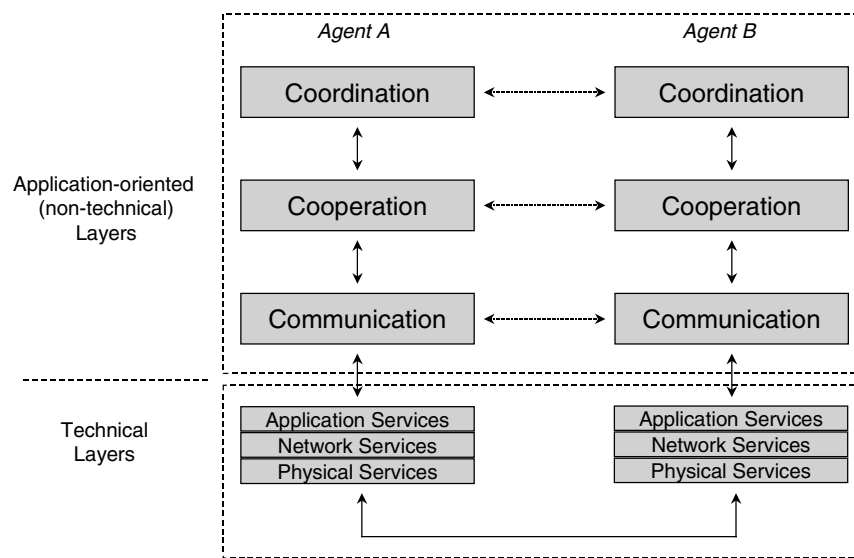 Agent A
Agent B
Coordination
Coordination
Application-oriented
(non-technical)
Layers
Cooperation
Cooperation
Communication
Communication
Technical
Layers
Application Services
Network Services
Physical Services
Application Services
Network Services
Physical Services